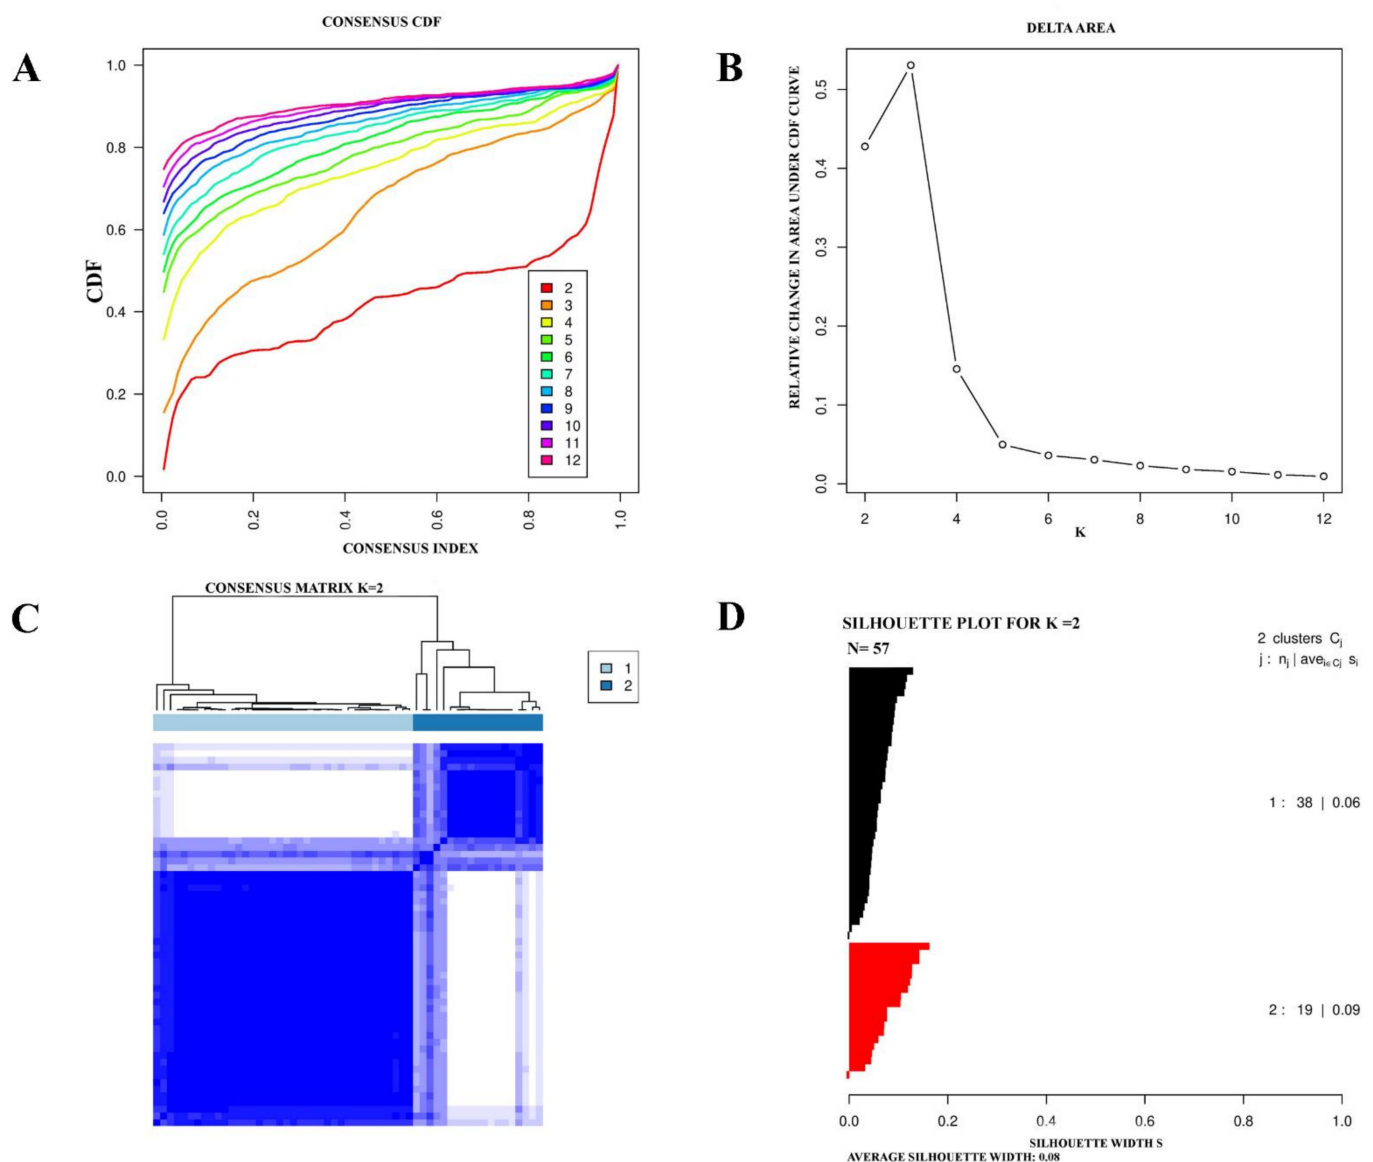 A
CONSENSUS CDF
CDF
1.0
0.8
0.6
0.4
0.2
0.0
2
3
4
5
6
7
8
9
10
11
12
0.0 0.2 0.4 0.6 0.8 1.0
CONSENSUS INDEX
B
DELTA AREA
RELATIVE CHANGE IN AREA UNDER CDF CURVE
0.5
0.4
0.3
0.2
0.1
0.0
2 4 6 8 10 12
K
C
CONSENSUS MATRIX K=2
1
2
D
SILHOUETTE PLOT FOR K =2
N= 57
2 clusters Cj
j : nj | avei∈Cj si
1 : 38 | 0.06
2 : 19 | 0.09
0.0 0.2 0.4 0.6 0.8 1.0
SILHOUETTE WIDTH S
AVERAGE SILHOUETTE WIDTH: 0.08